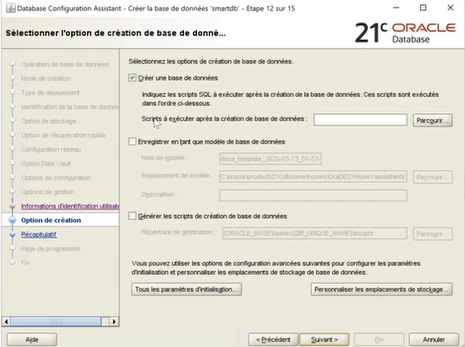 Database Configuration Assistant - Créer la base de données 'smartdb' - Etape 12 sur 15
Sélectionner l'option de création de base de donné...
21c ORACLE
Database
Opération de base de données
Mode de création
Type de déploiement
Identification de la base de donnée
Option de stockage
Option de récupération rapide
Configuration réseau
Option Data Vault
Options de configuration
Options de gestion
Informations d'identification utilisate
Option de création
Récapitulatif
Page de progression
Fin
Sélectionnez les options de création de base de données.
Créer une base de données
Indiquez les scripts SQL à exécuter après la création de la base de données. Ces scripts sont exécutés
dans l'ordre ci-dessous.
Scripts à exécuter après la création de base de données :
Parcourir...
Enregistrer en tant que modèle de base de données
Nom de modèle :
dbca_template_2025-03-13_01-53-
Emplacement de modèle
C:\oracle\product\21c\dbhomehomes\OraDB21Home1\assistants
Parcourir...
Description :
Générer les scripts de création de base de données
Répertoire de destination :
{ORACLE_BASE}\admin\{DB_UNIQUE_NAME}\scripts
Parcourir...
Vous pouvez utiliser les options de configuration avancées suivantes pour configurer les paramètres
d'initialisation et personnaliser les emplacements de stockage de base de données.
Tous les paramètres d'initialisation...
Personnaliser les emplacements de stockage...
Aide
< Précédent
Suivant >
Fin
Annuler